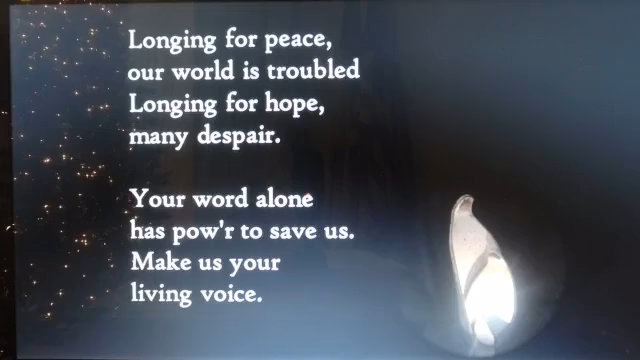 Longing for peace,
our world is troubled
Longing for hope,
many despair.
Your word alone
has pow'r to save us.
Make us your
living voice.